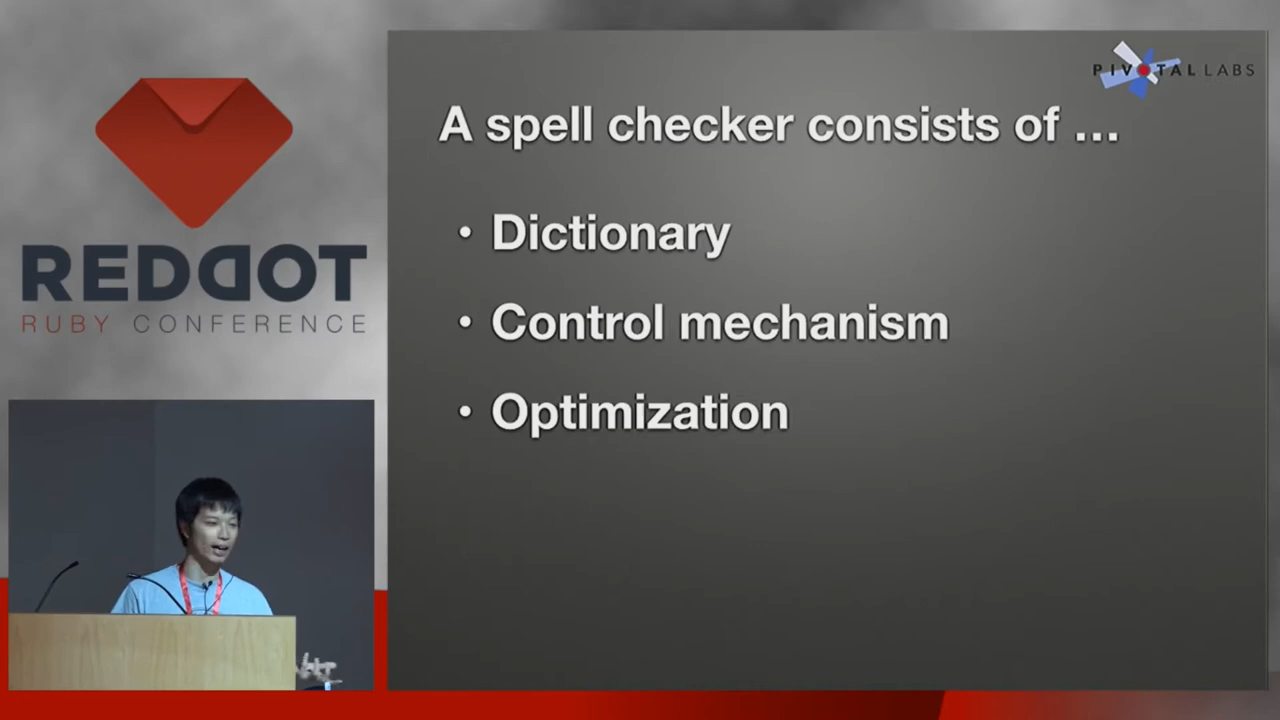 REDDOT
RUBY CONFERENCE
PIVOTAL LABS
A spell checker consists of ...
• Dictionary
• Control mechanism
• Optimization